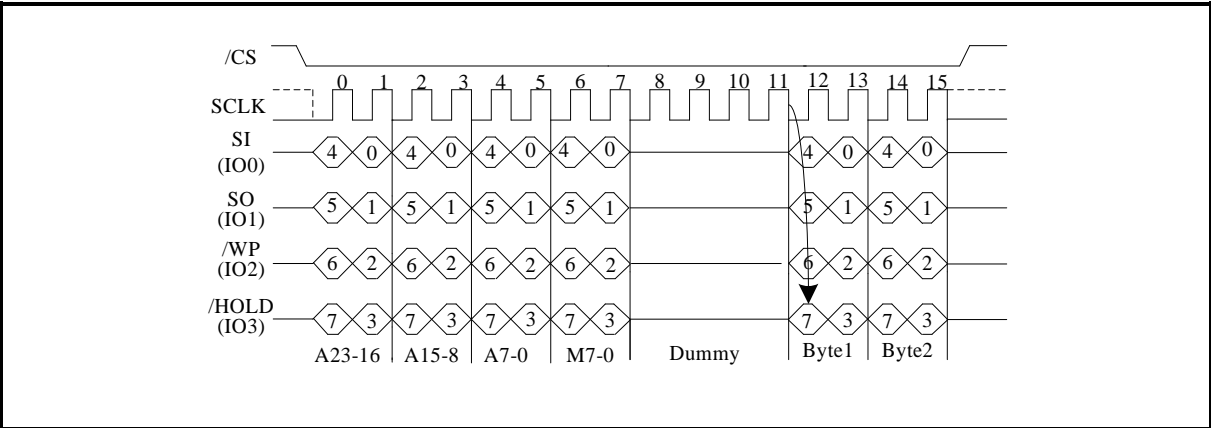 /CS
0 1 2 3 4 5 6 7 8 9 10 11 12 13 14 15
SCLK
SI
(IO0)
4 0 4 0 4 0 4 0 4 0 4 0
SO
(IO1)
5 1 5 1 5 1 5 1 5 1 5 1
/WP
(IO2)
6 2 6 2 6 2 6 2 6 2 6 2
/HOLD
(IO3)
7 3 7 3 7 3 7 3 7 3 7 3
A23-16 A15-8 A7-0 M7-0 Dummy Byte1 Byte2